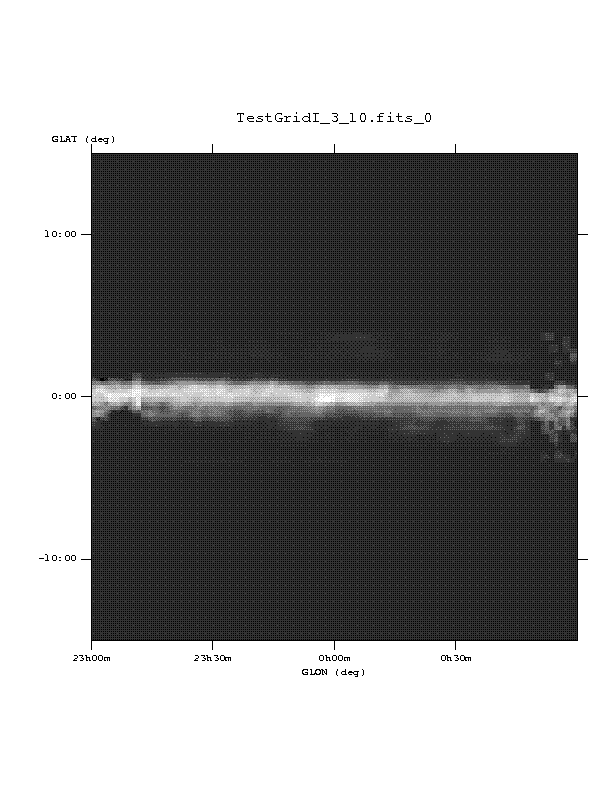 TestGridI_3_10.fits_0
GLAT (deg)
10:00
0:00
-10:00
23h00m 23h30m 0h00m 0h30m
GLON (deg)